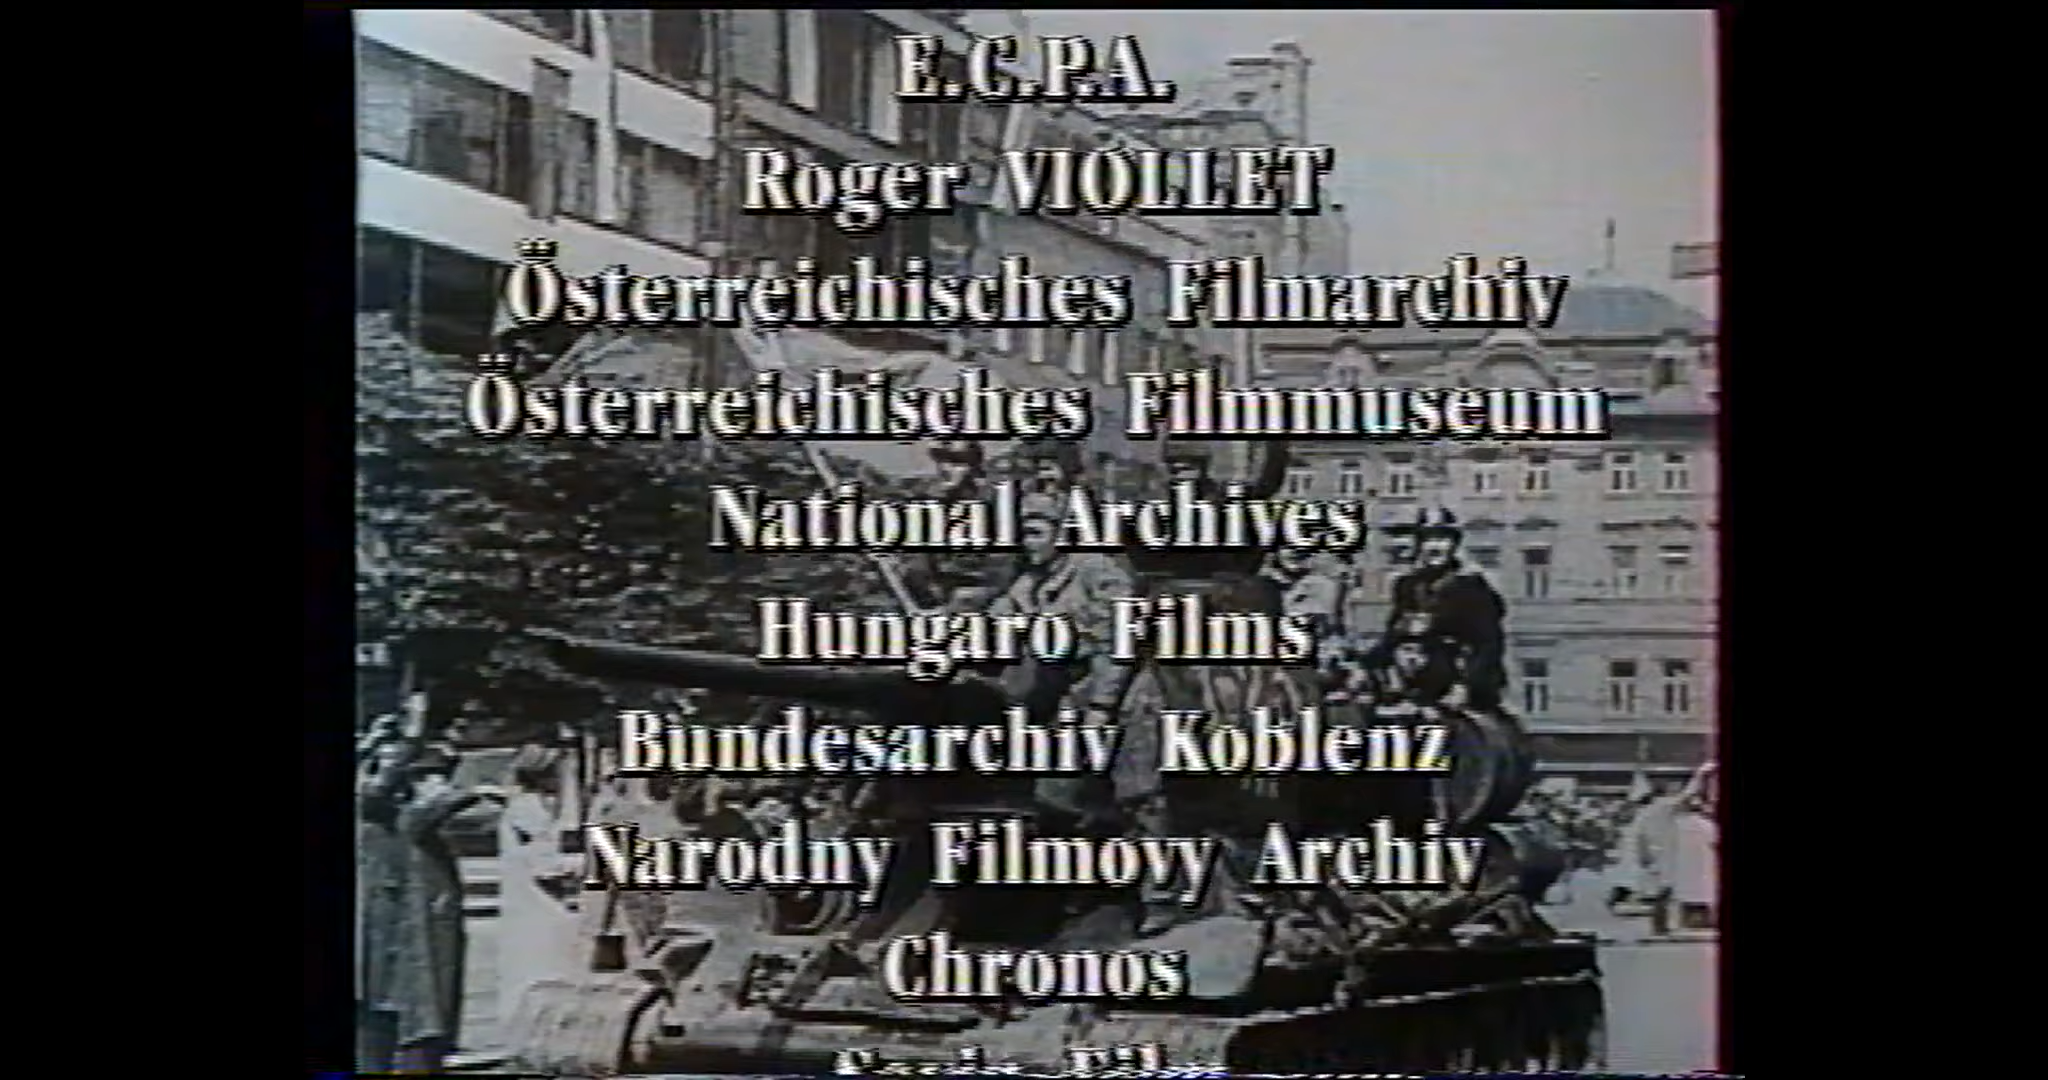 E.C.P.A.
Roger VIOLLET
Österreichisches Filmarchiv
Österreichisches Filmmuseum
National Archives
Hungaro Films
Bundesarchiv Koblenz
Narodny Filmovy Archiv
Chronos